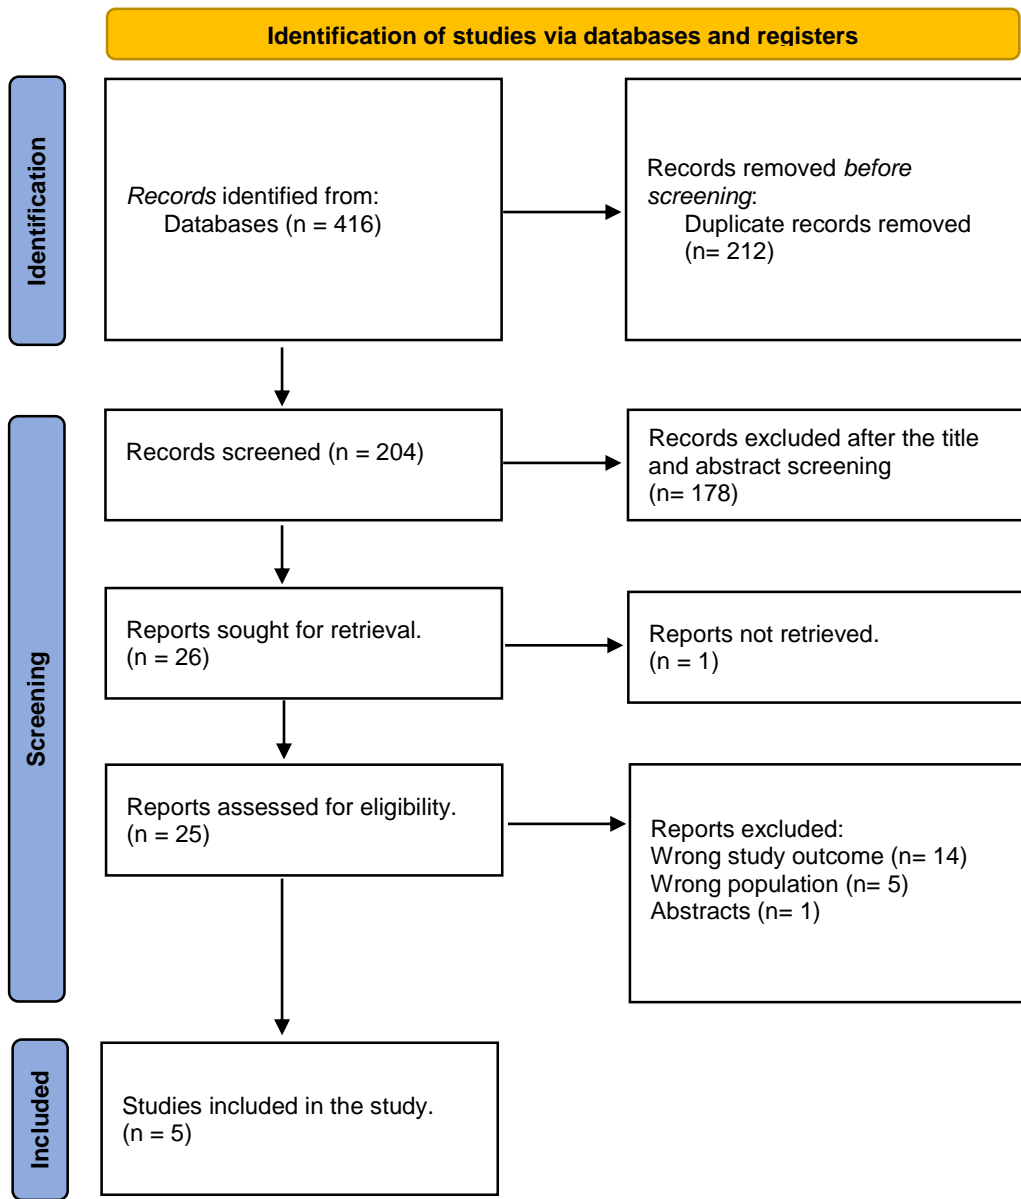 Identification of studies via databases and registers
Identification
Records identified from:
Databases (n = 416)
Records removed before
screening:
Duplicate records removed
(n= 212)
Screening
Records screened (n = 204)
Records excluded after the title
and abstract screening
(n= 178)
Reports sought for retrieval.
(n = 26)
Reports not retrieved.
(n = 1)
Reports assessed for eligibility.
(n = 25)
Reports excluded:
Wrong study outcome (n= 14)
Wrong population (n= 5)
Abstracts (n= 1)
Included
Studies included in the study.
(n = 5)